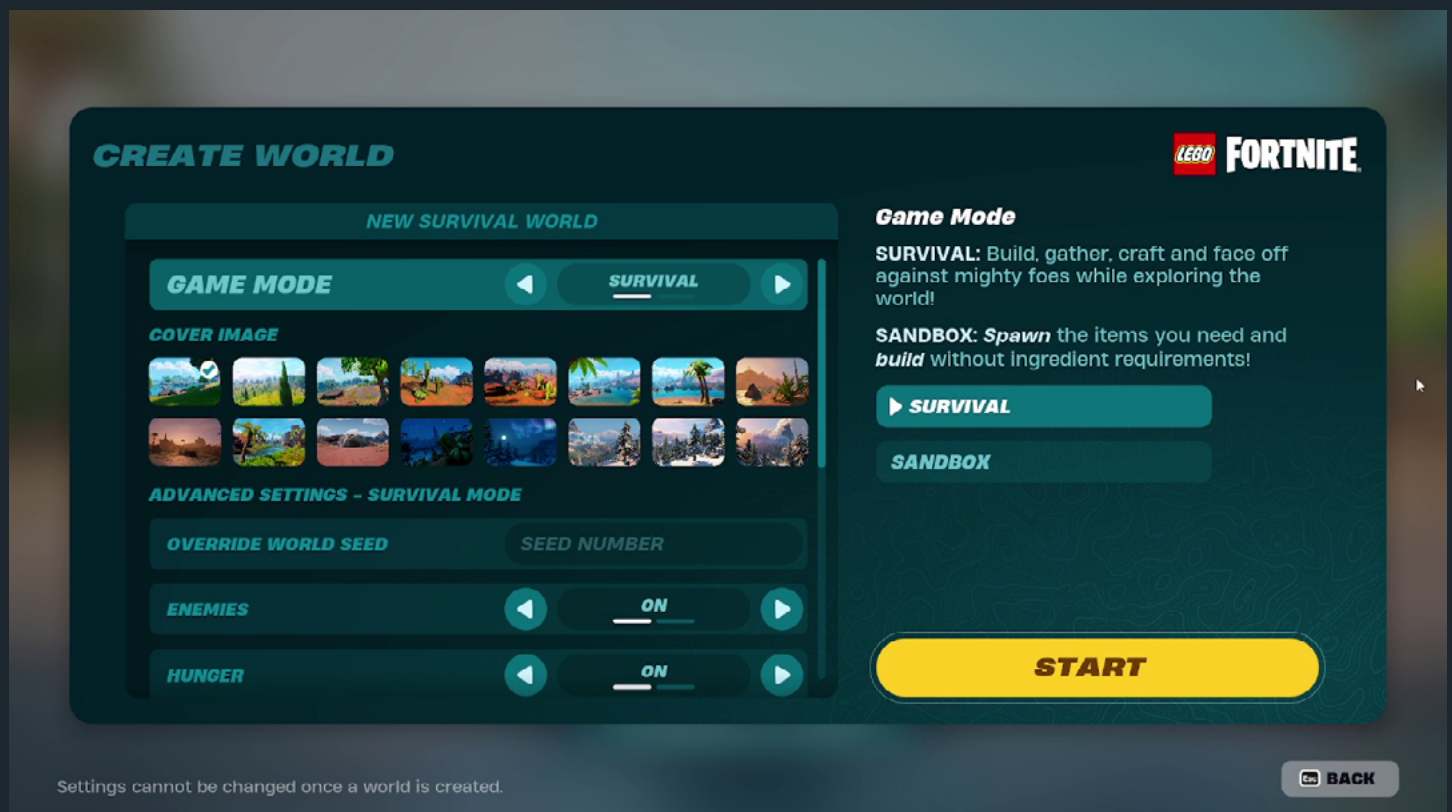 CREATE WORLD
LEGO FORTNITE
NEW SURVIVAL WORLD
GAME MODE
SURVIVAL
COVER IMAGE
ADVANCED SETTINGS - SURVIVAL MODE
OVERRIDE WORLD SEED
SEED NUMBER
ENEMIES
ON
HUNGER
ON
Game Mode
SURVIVAL: Build, gather, craft and face off
against mighty foes while exploring the
world!
SANDBOX: Spawn the items you need and
build without ingredient requirements!
SURVIVAL
SANDBOX
START
Settings cannot be changed once a world is created.
Esc BACK